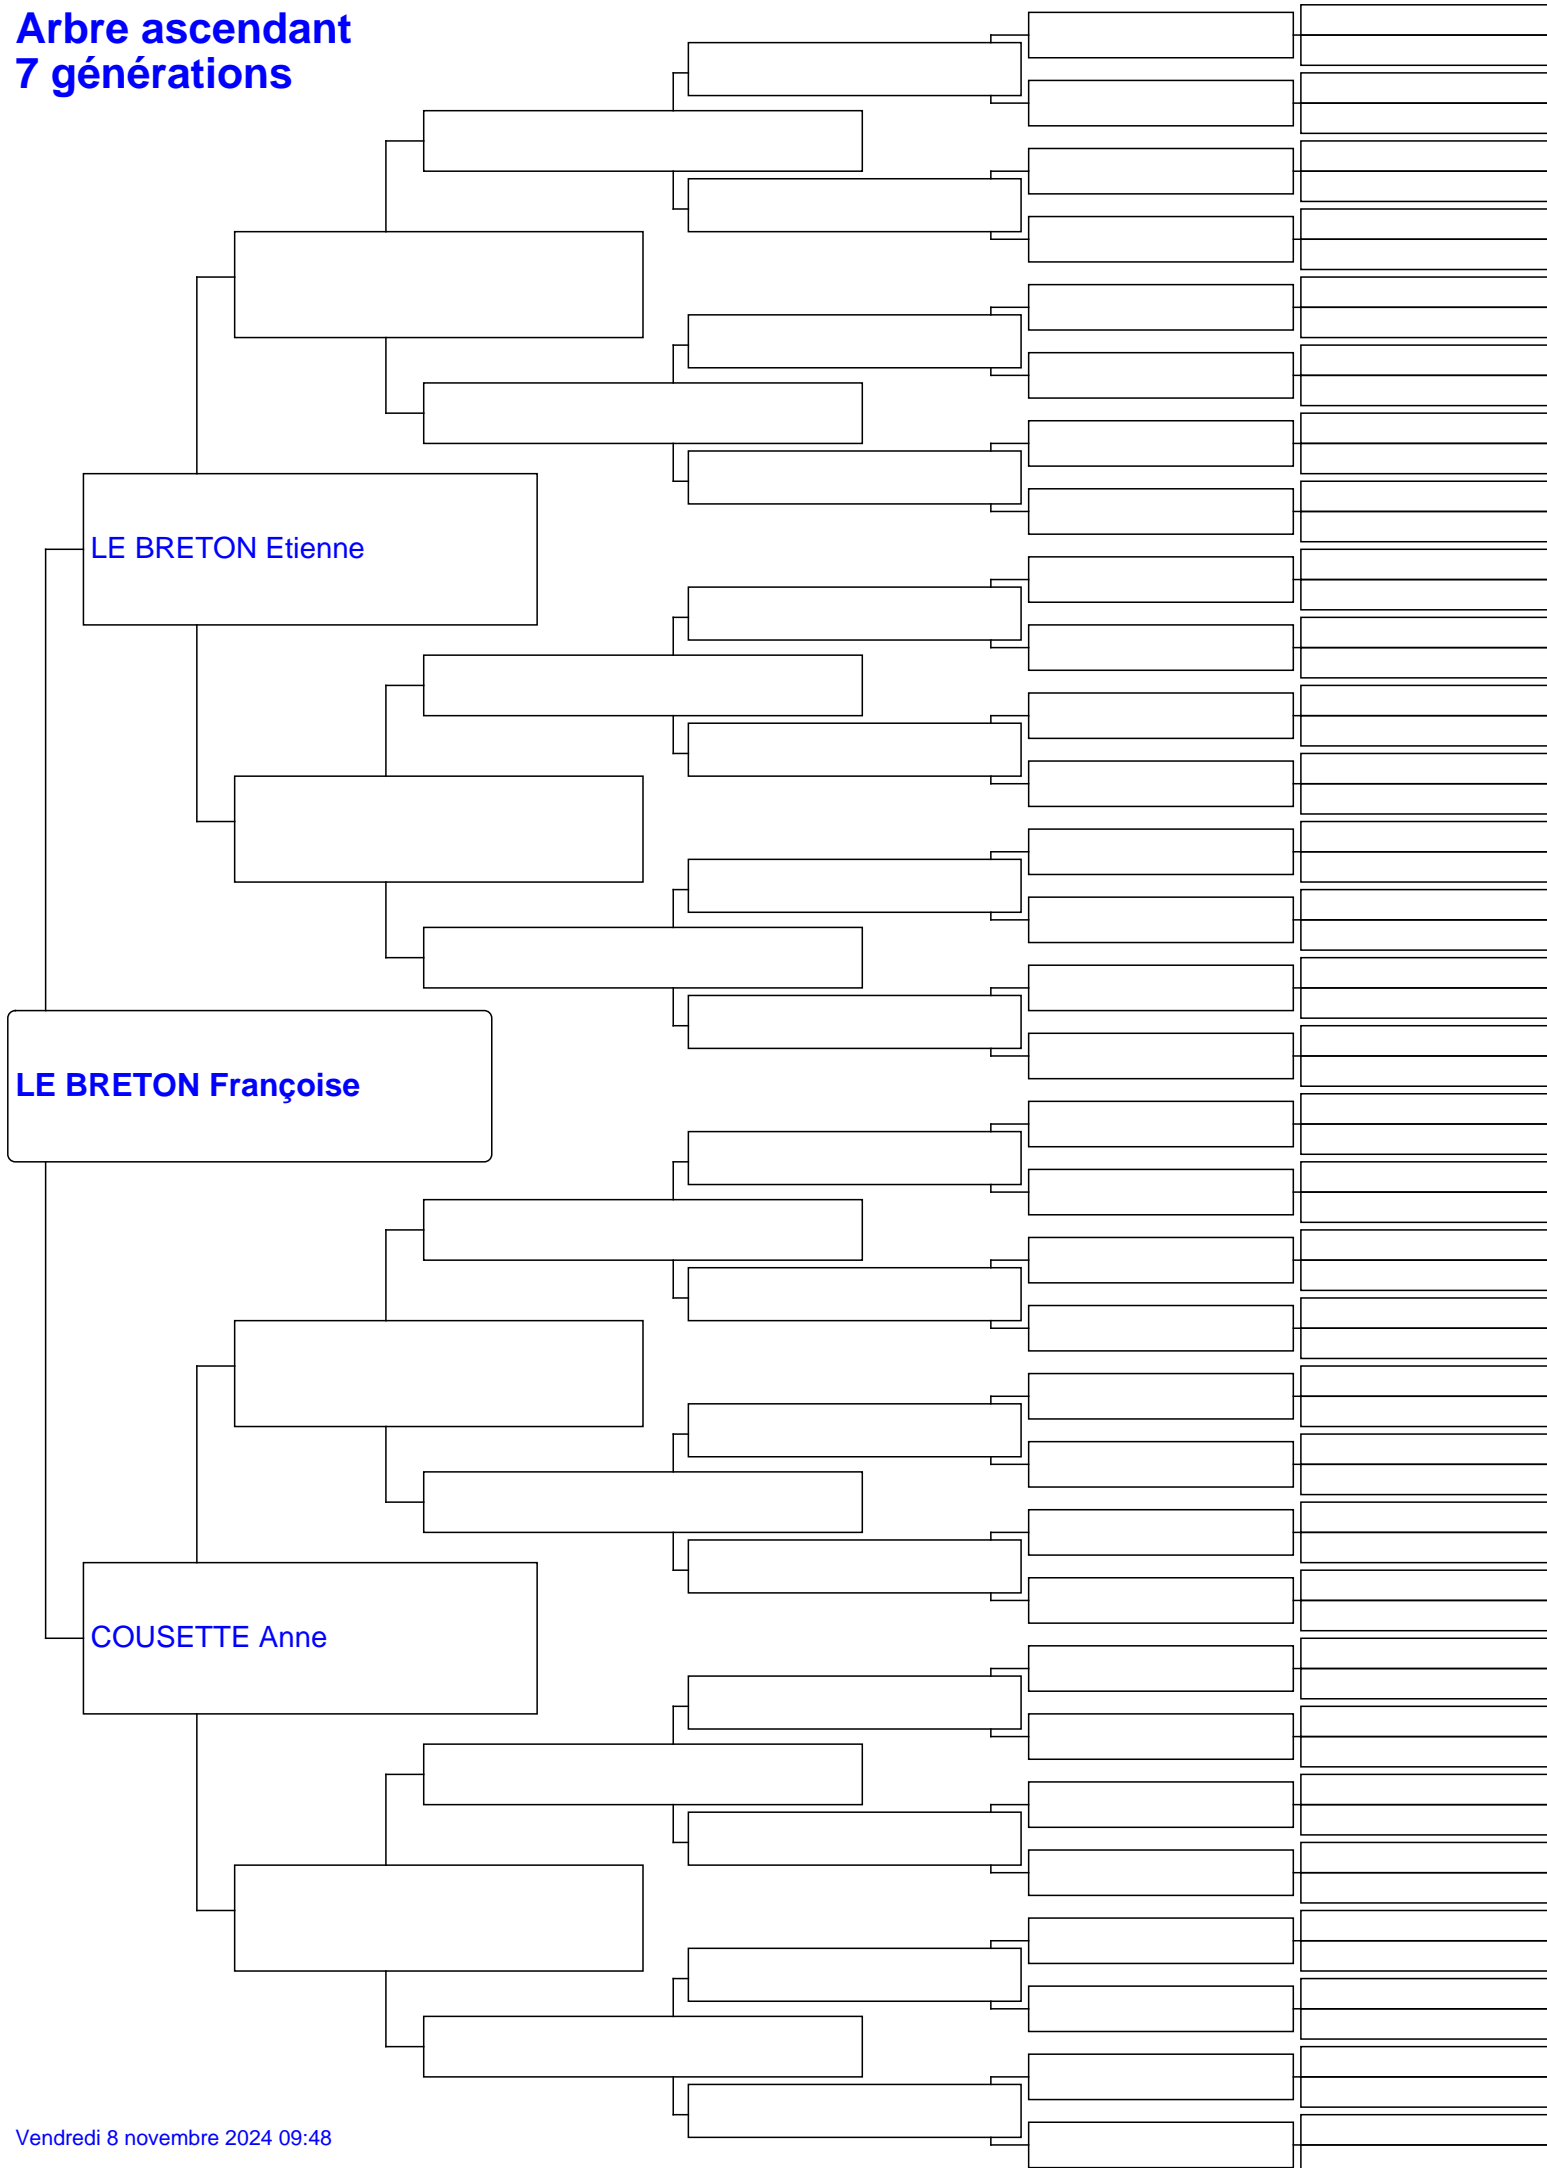 Arbre ascendant
7 générations
LE BRETON Etienne
LE BRETON Françoise
COUSETTE Anne
Vendredi 8 novembre 2024 09:48